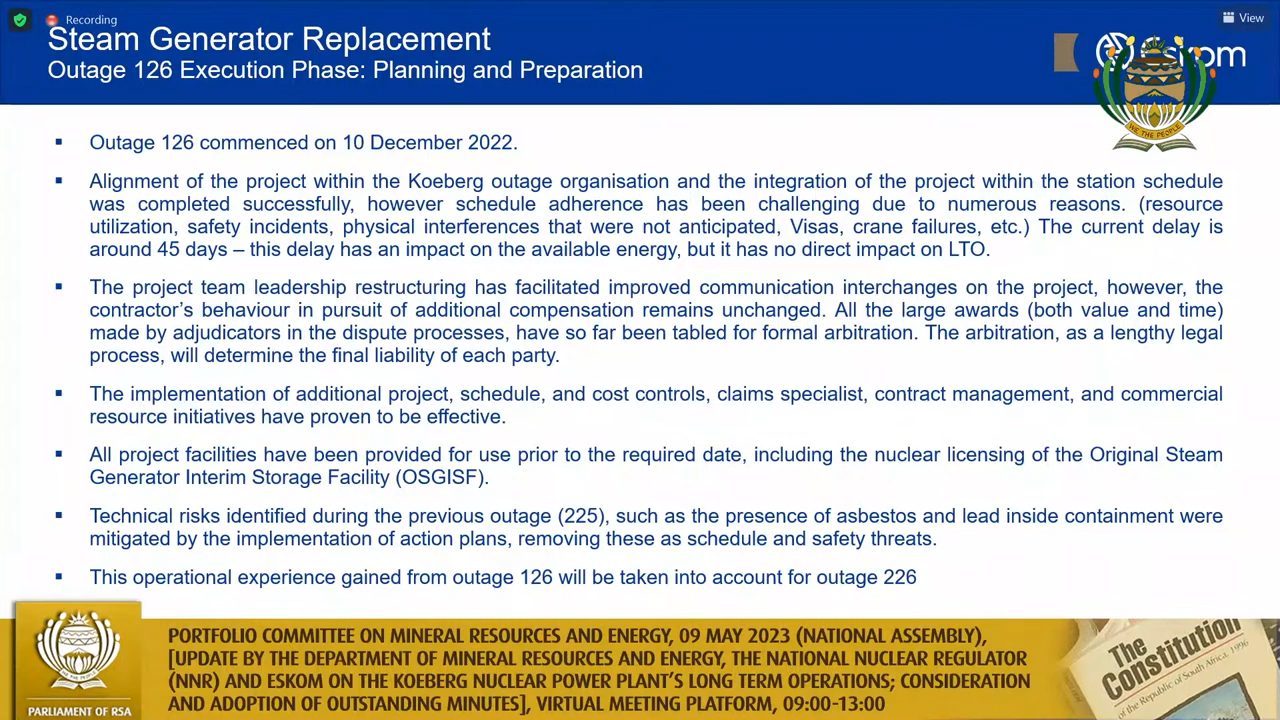 Recording
View
Steam Generator Replacement
Outage 126 Execution Phase: Planning and Preparation
WE THE PEOPLE
▪ Outage 126 commenced on 10 December 2022.
▪ Alignment of the project within the Koeberg outage organisation and the integration of the project within the station schedule
was completed successfully, however schedule adherence has been challenging due to numerous reasons. (resource
utilization, safety incidents, physical interferences that were not anticipated, Visas, crane failures, etc.) The current delay is
around 45 days – this delay has an impact on the available energy, but it has no direct impact on LTO.
▪ The project team leadership restructuring has facilitated improved communication interchanges on the project, however, the
contractor’s behaviour in pursuit of additional compensation remains unchanged. All the large awards (both value and time)
made by adjudicators in the dispute processes, have so far been tabled for formal arbitration. The arbitration, as a lengthy legal
process, will determine the final liability of each party.
▪ The implementation of additional project, schedule, and cost controls, claims specialist, contract management, and commercial
resource initiatives have proven to be effective.
▪ All project facilities have been provided for use prior to the required date, including the nuclear licensing of the Original Steam
Generator Interim Storage Facility (OSGISF).
▪ Technical risks identified during the previous outage (225), such as the presence of asbestos and lead inside containment were
mitigated by the implementation of action plans, removing these as schedule and safety threats.
▪ This operational experience gained from outage 126 will be taken into account for outage 226
PORTFOLIO COMMITTEE ON MINERAL RESOURCES AND ENERGY, 09 MAY 2023 (NATIONAL ASSEMBLY),
[UPDATE BY THE DEPARTMENT OF MINERAL RESOURCES AND ENERGY, THE NATIONAL NUCLEAR REGULATOR
(NNR) AND ESKOM ON THE KOEBERG NUCLEAR POWER PLANT’S LONG TERM OPERATIONS; CONSIDERATION
AND ADOPTION OF OUTSTANDING MINUTES], VIRTUAL MEETING PLATFORM, 09:00-13:00
PARLIAMENT OF RSA
The
Constitution
of the Republic of South Africa, 1996